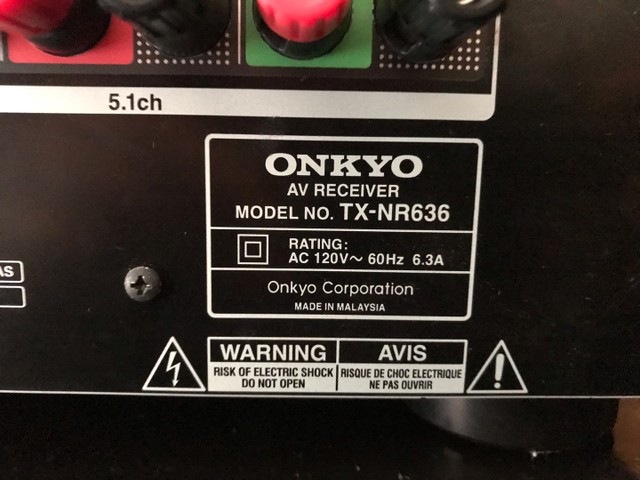 5.1ch
ONKYO
AV RECEIVER
MODEL NO. TX-NR636
RATING:
AC 120V～ 60Hz 6.3A
Onkyo Corporation
MADE IN MALAYSIA
AS
WARNING
RISK OF ELECTRIC SHOCK
DO NOT OPEN
AVIS
RISQUE DE CHOC ELECTRIQUE
NE PAS OUVRIR